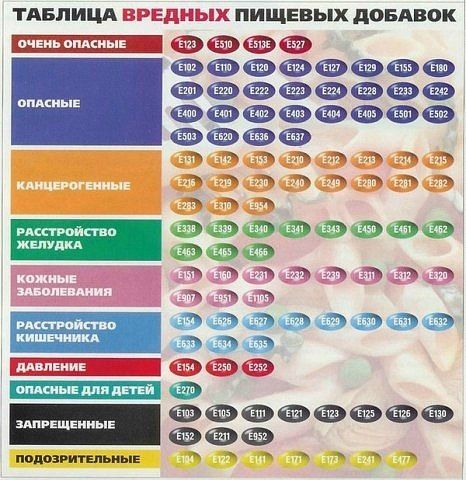 ТАБЛИЦА ВРЕДНЫХ ПИЩЕВЫХ ДОБАВОК
ОЧЕНЬ ОПАСНЫЕ
E123 E510 E513E E527
ОПАСНЫЕ
E102 E110 E120 E124 E127 E129 E155 E180
E201 E220 E222 E223 E224 E228 E233 E242
E400 E401 E402 E403 E404 E405 E501 E502
E503 E620 E636 E637
КАНЦЕРОГЕННЫЕ
E131 E142 E153 E210 E212 E213 E214 E215
E216 E219 E230 E240 E249 E280 E281 E282
E283 E310 E954
РАССТРОЙСТВО
ЖЕЛУДКА
E338 E339 E340 E341 E343 E450 E461 E462
E463 E465 E466
КОЖНЫЕ
ЗАБОЛЕВАНИЯ
E151 E160 E231 E232 E239 E311 E312 E320
E907 E951 E1105
РАССТРОЙСТВО
КИШЕЧНИКА
E154 E626 E627 E628 E629 E630 E631 E632
E633 E634 E635
ДАВЛЕНИЕ
E154 E250 E252
ОПАСНЫЕ ДЛЯ ДЕТЕЙ
E270
ЗАПРЕЩЕННЫЕ
E103 E105 E111 E121 E123 E125 E126 E130
E152 E211 E952
ПОДОЗРИТЕЛЬНЫЕ
E104 E122 E141 E171 E173 E241 E477